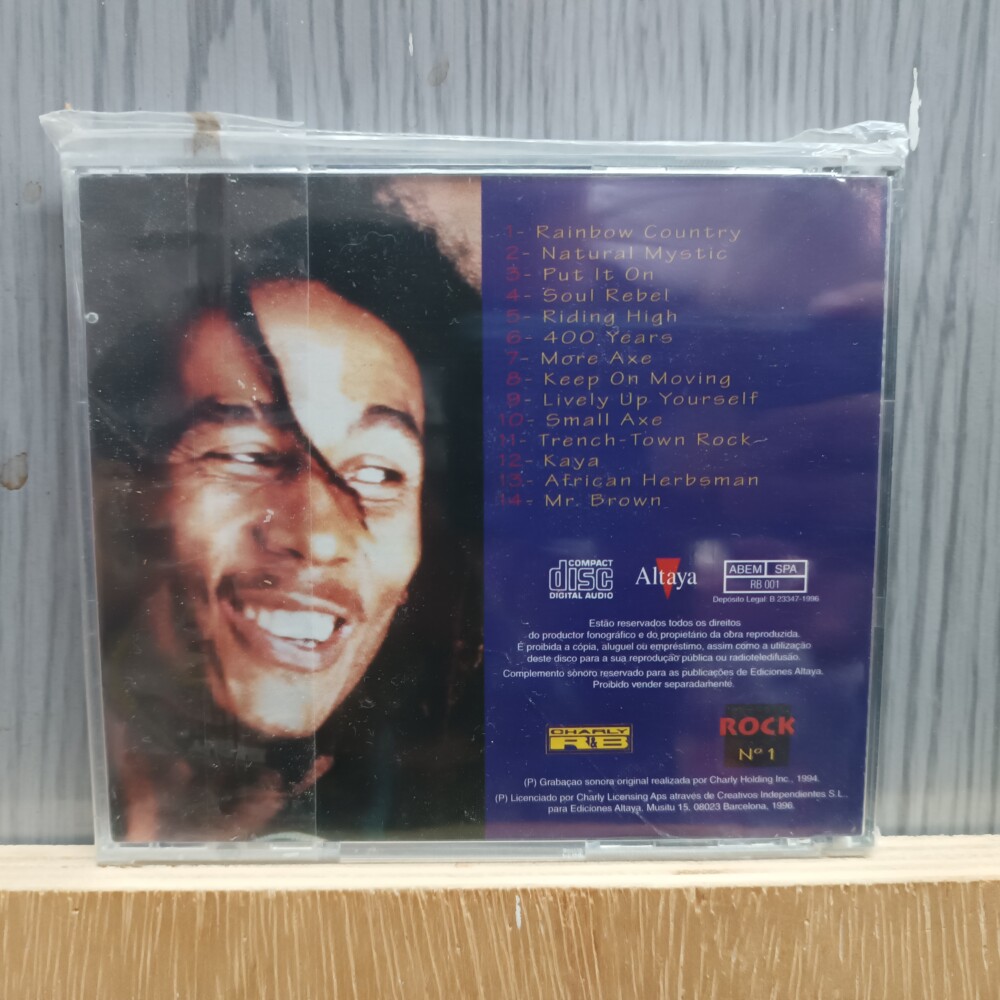 1- Rainbow Country
2- Natural Mystic
3- Put It On
4- Soul Rebel
5- Riding High
6- 400 Years
7- More Axe
8- Keep On Moving
9- Lively Up Yourself
10- Small Axe
11- Trench-Town Rock
12- Kaya
13- African Herbsman
14- Mr. Brown
COMPACT
disc
DIGITAL AUDIO
Altaya
ABEM SPA
RB 001
Deposito Legal: B 23347-1996
Estão reservados todos os direitos
do productor fonográfico e do propietário da obra reproduzida.
É proibida a cópia, aluguel ou empréstimo, assim como a utilização
deste disco para a sua reprodução pública ou radioteledifusão.
Complemento sonoro reservado para as publicações de Ediciones Altaya.
Proibido vender separadamente.
CHARLY
R&B
ROCK
Nº 1
(P) Grabaçao sonora original realizada por Charly Holding Inc., 1994.
(P) Licenciado por Charly Licensing Aps atraves de Creativos Independientes S.L.,
para Ediciones Altaya, Musitu 15, 08023 Barcelona, 1996.